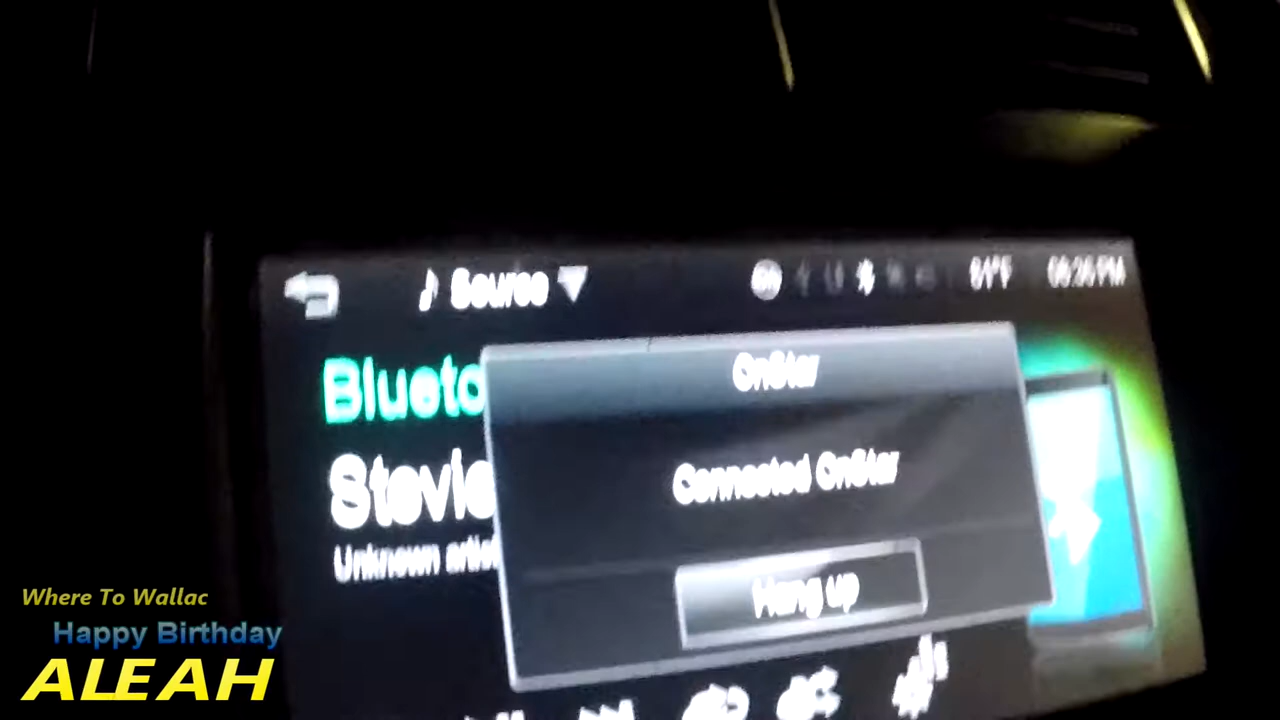 Source
OnStar
Blueto
Connected OnStar
Stevie
Unknown artis
Hang up
Where To Wallac
Happy Birthday
ALEAH